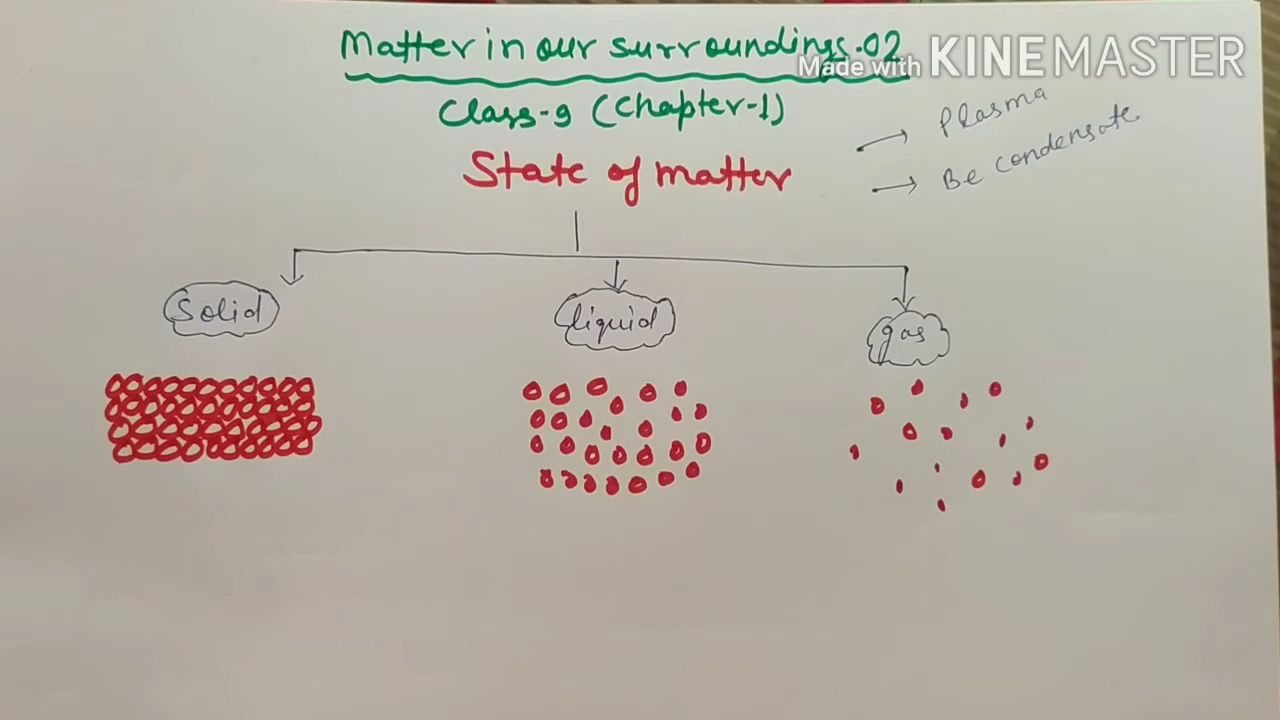 Matter in our surroundings-02
Made with KINEMASTER
Class-9 (Chapter-1)
→ Plasma
State of matter
→ Be condensate
Solid
liquid
gas